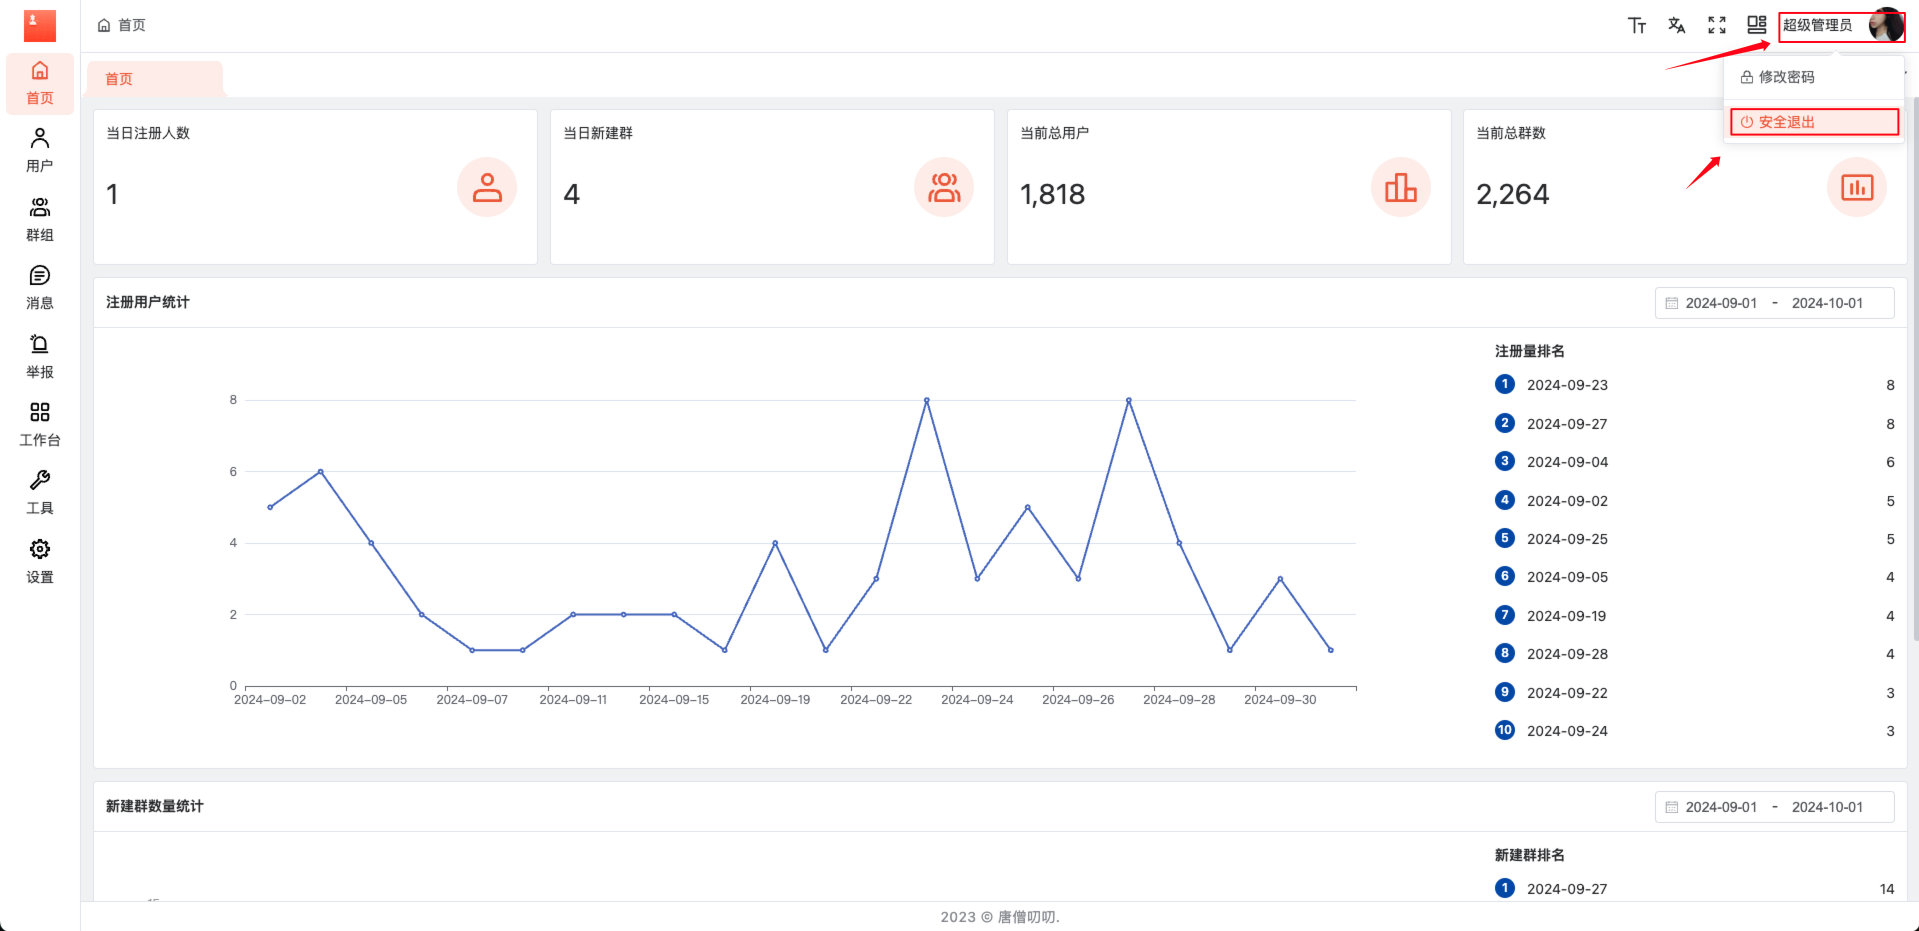 首页
超级管理员
首页
用户
群组
消息
举报
工作台
工具
设置
首页
修改密码
安全退出
当日注册人数
1
当日新建群
4
当前总用户
1,818
当前总群数
2,264
注册用户统计
2024-09-01 - 2024-10-01
8
6
4
2
0
2024-09-02 2024-09-05 2024-09-07 2024-09-11 2024-09-15 2024-09-19 2024-09-22 2024-09-24 2024-09-26 2024-09-28 2024-09-30
注册量排名
1 2024-09-23 8
2 2024-09-27 8
3 2024-09-04 6
4 2024-09-02 5
5 2024-09-25 5
6 2024-09-05 4
7 2024-09-19 4
8 2024-09-28 4
9 2024-09-22 3
10 2024-09-24 3
新建群数量统计
2024-09-01 - 2024-10-01
新建群排名
1 2024-09-27 14
2023 © 唐僧叨叨.